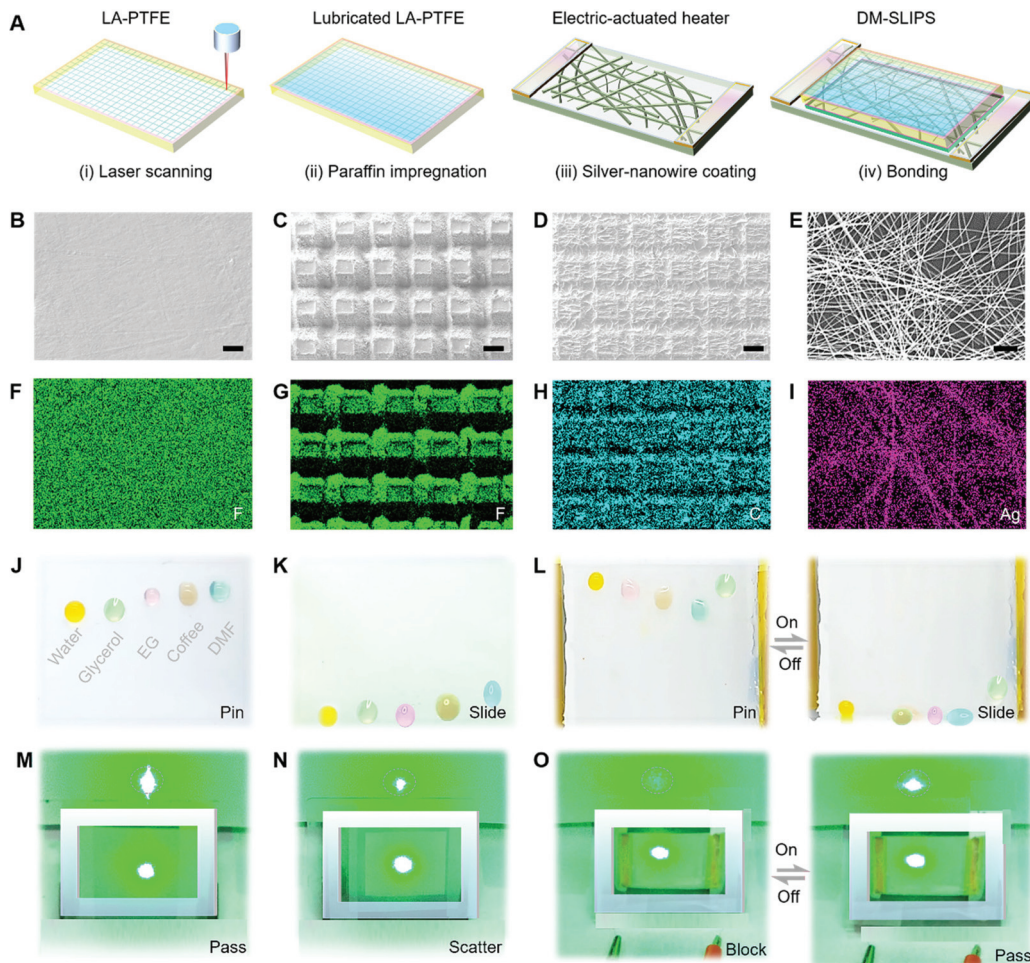 A
LA-PTFE
Lubricated LA-PTFE
Electric-actuated heater
DM-SLIPS
(i) Laser scanning
(ii) Paraffin impregnation
(iii) Silver-nanowire coating
(iv) Bonding
B
C
D
E
F
F
G
F
H
C
I
Ag
J
Water
Glycerol
EG
Coffee
DMF
Pin
K
Slide
L
Pin
On
Off
Slide
M
Pass
N
Scatter
O
Block
On
Off
Pass